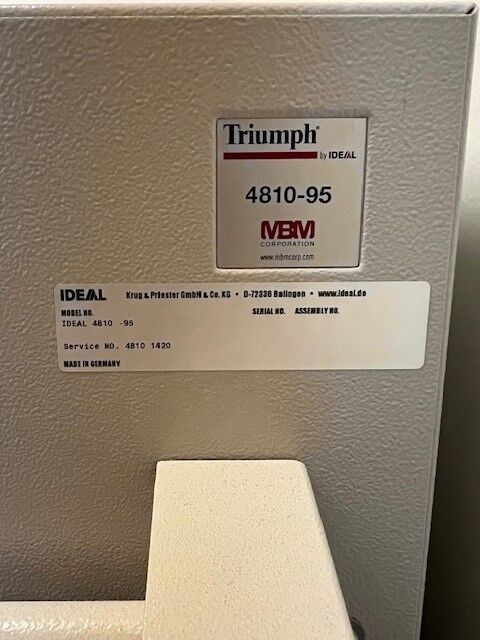 Triumph®
by IDEAL
4810-95
MBM
CORPORATION
www.mbmcorp.com
IDEAL Krug & Priester GmbH & Co. KG • D-72336 Balingen • www.ideal.de
MODEL NO. SERIAL NO. ASSEMBLY NO.
IDEAL 4810 -95
Service NO. 4810 1420
MADE IN GERMANY